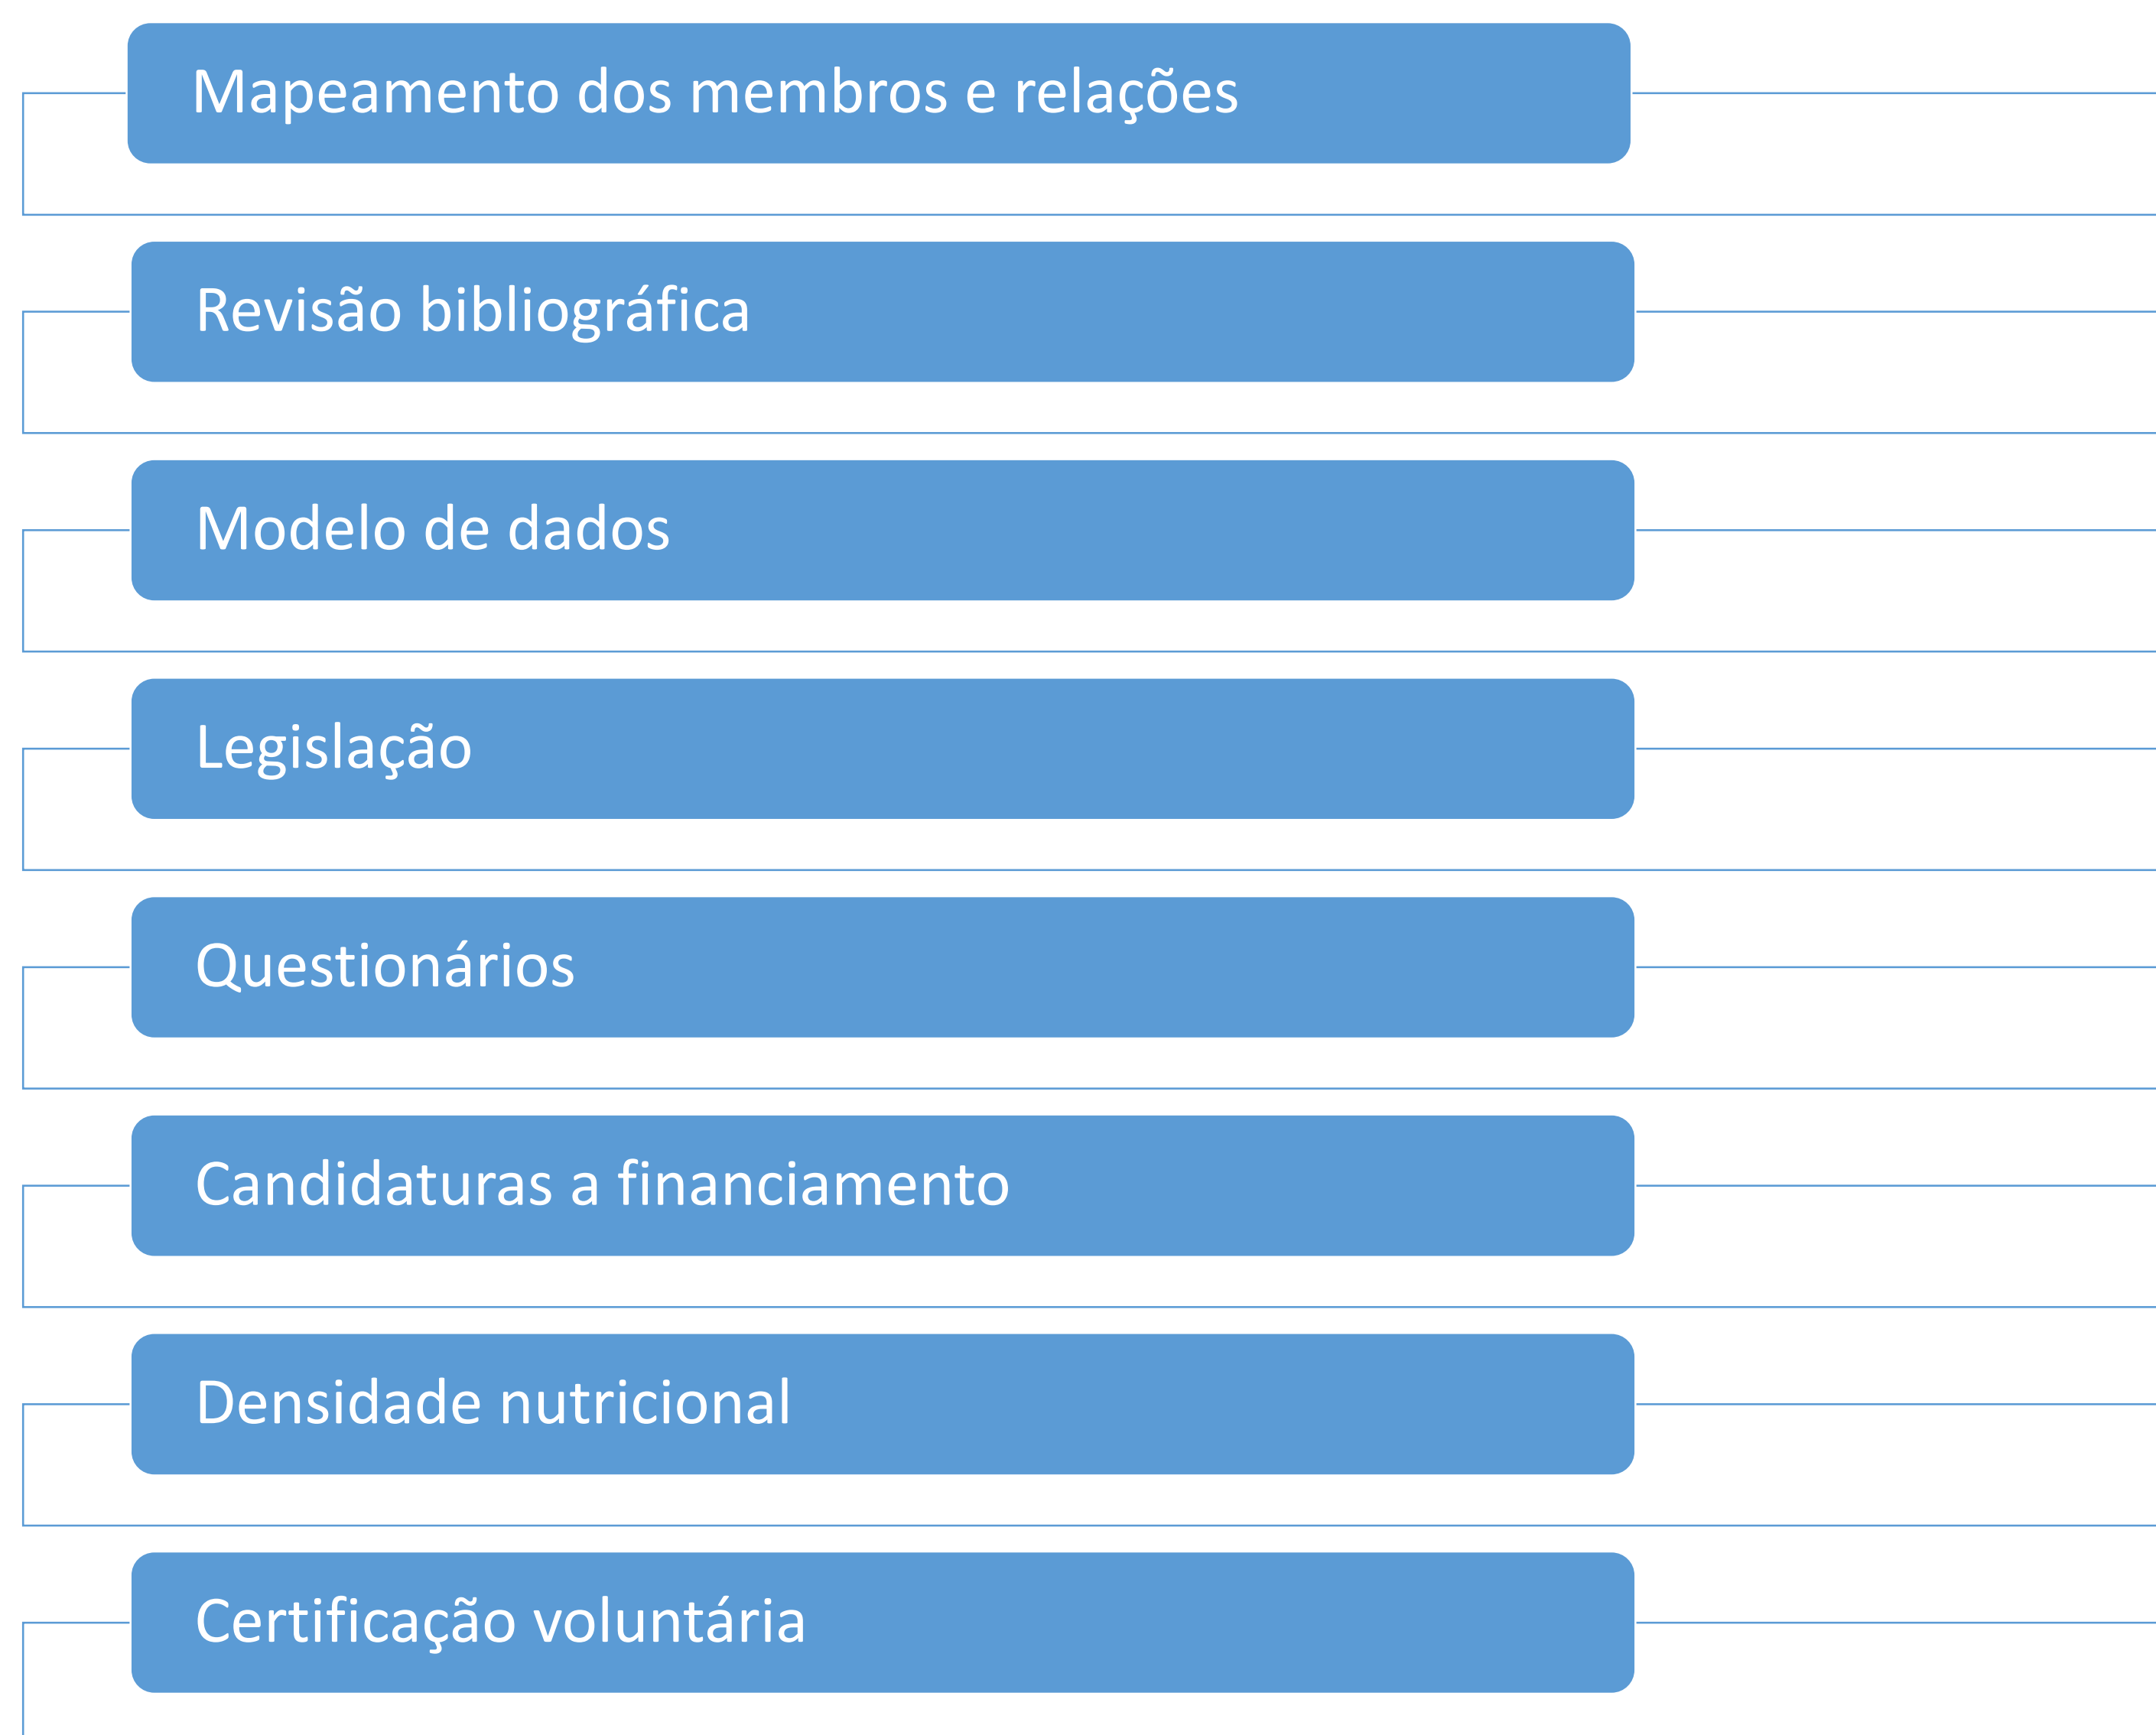 Mapeamento dos membros e relações
Revisão bibliográfica
Modelo de dados
Legislação
Questionários
Candidaturas a financiamento
Densidade nutricional
Certificação voluntária